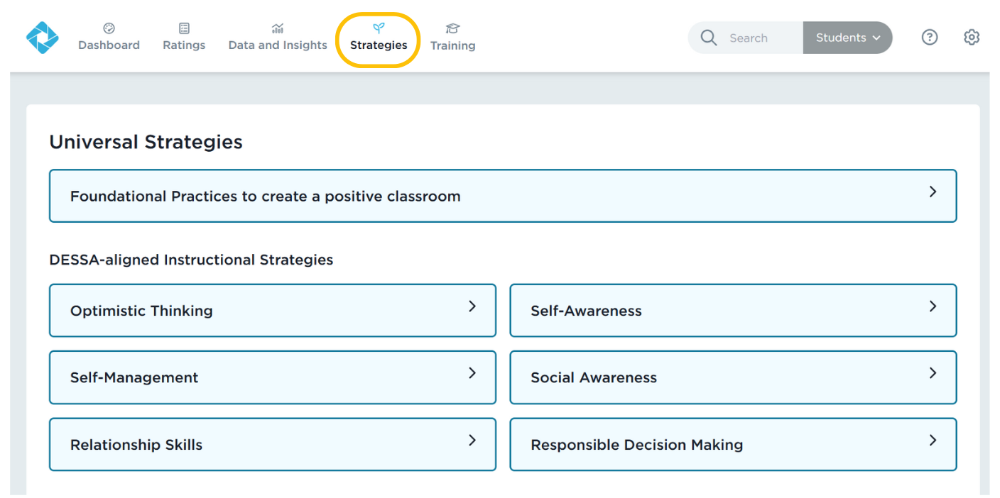 Dashboard Ratings Data and Insights Strategies Training Search Students
Universal Strategies
Foundational Practices to create a positive classroom
DESSA-aligned Instructional Strategies
Optimistic Thinking
Self-Awareness
Self-Management
Social Awareness
Relationship Skills
Responsible Decision Making